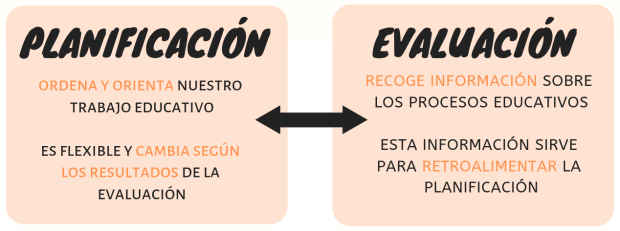 PLANIFICACIÓN
ORDENA Y ORIENTA NUESTRO
TRABAJO EDUCATIVO
ES FLEXIBLE Y CAMBIA SEGÚN
LOS RESULTADOS DE LA
EVALUACIÓN
EVALUACIÓN
RECOGE INFORMACIÓN SOBRE
LOS PROCESOS EDUCATIVOS
ESTA INFORMACIÓN SIRVE
PARA RETROALIMENTAR LA
PLANIFICACIÓN